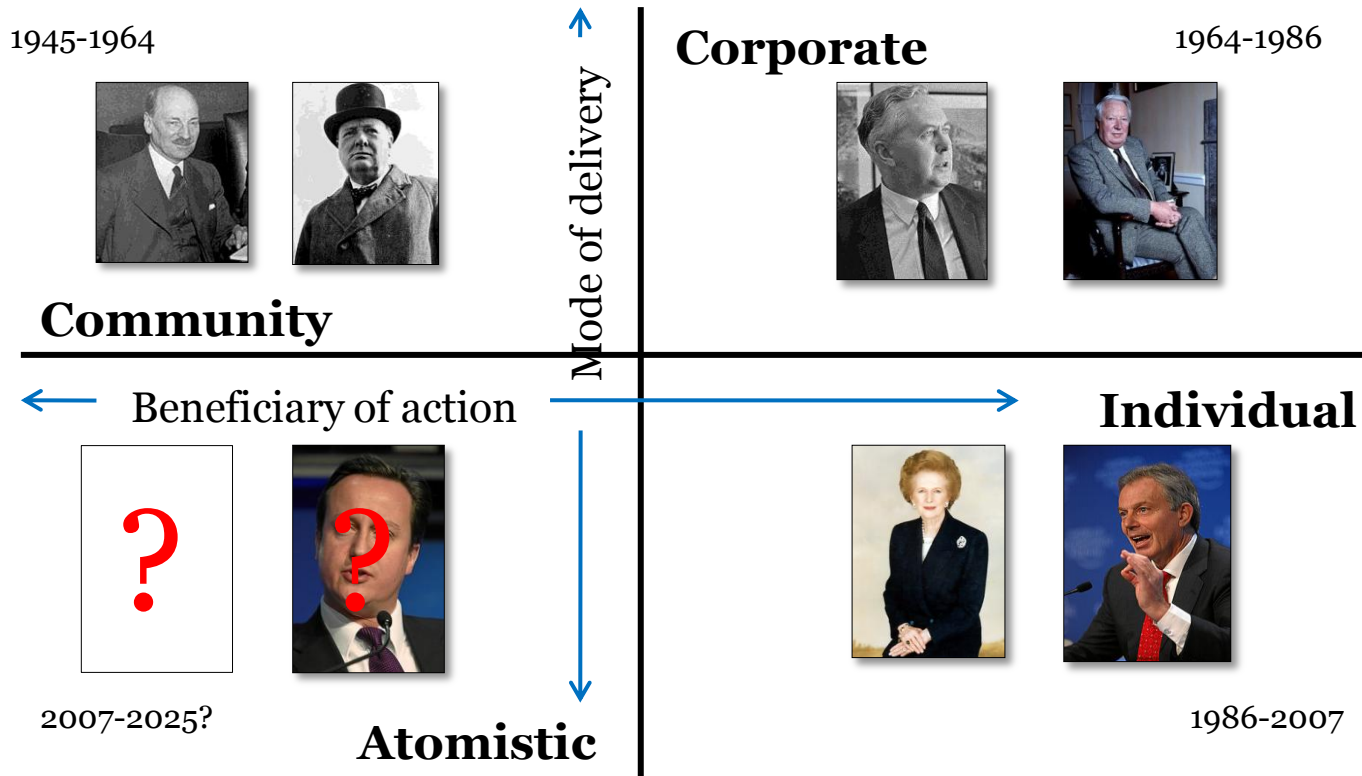 1945-1964
Corporate
1964-1986
Mode of delivery
Community
Beneficiary of action
Individual
?
?
2007-2025?
1986-2007
Atomistic